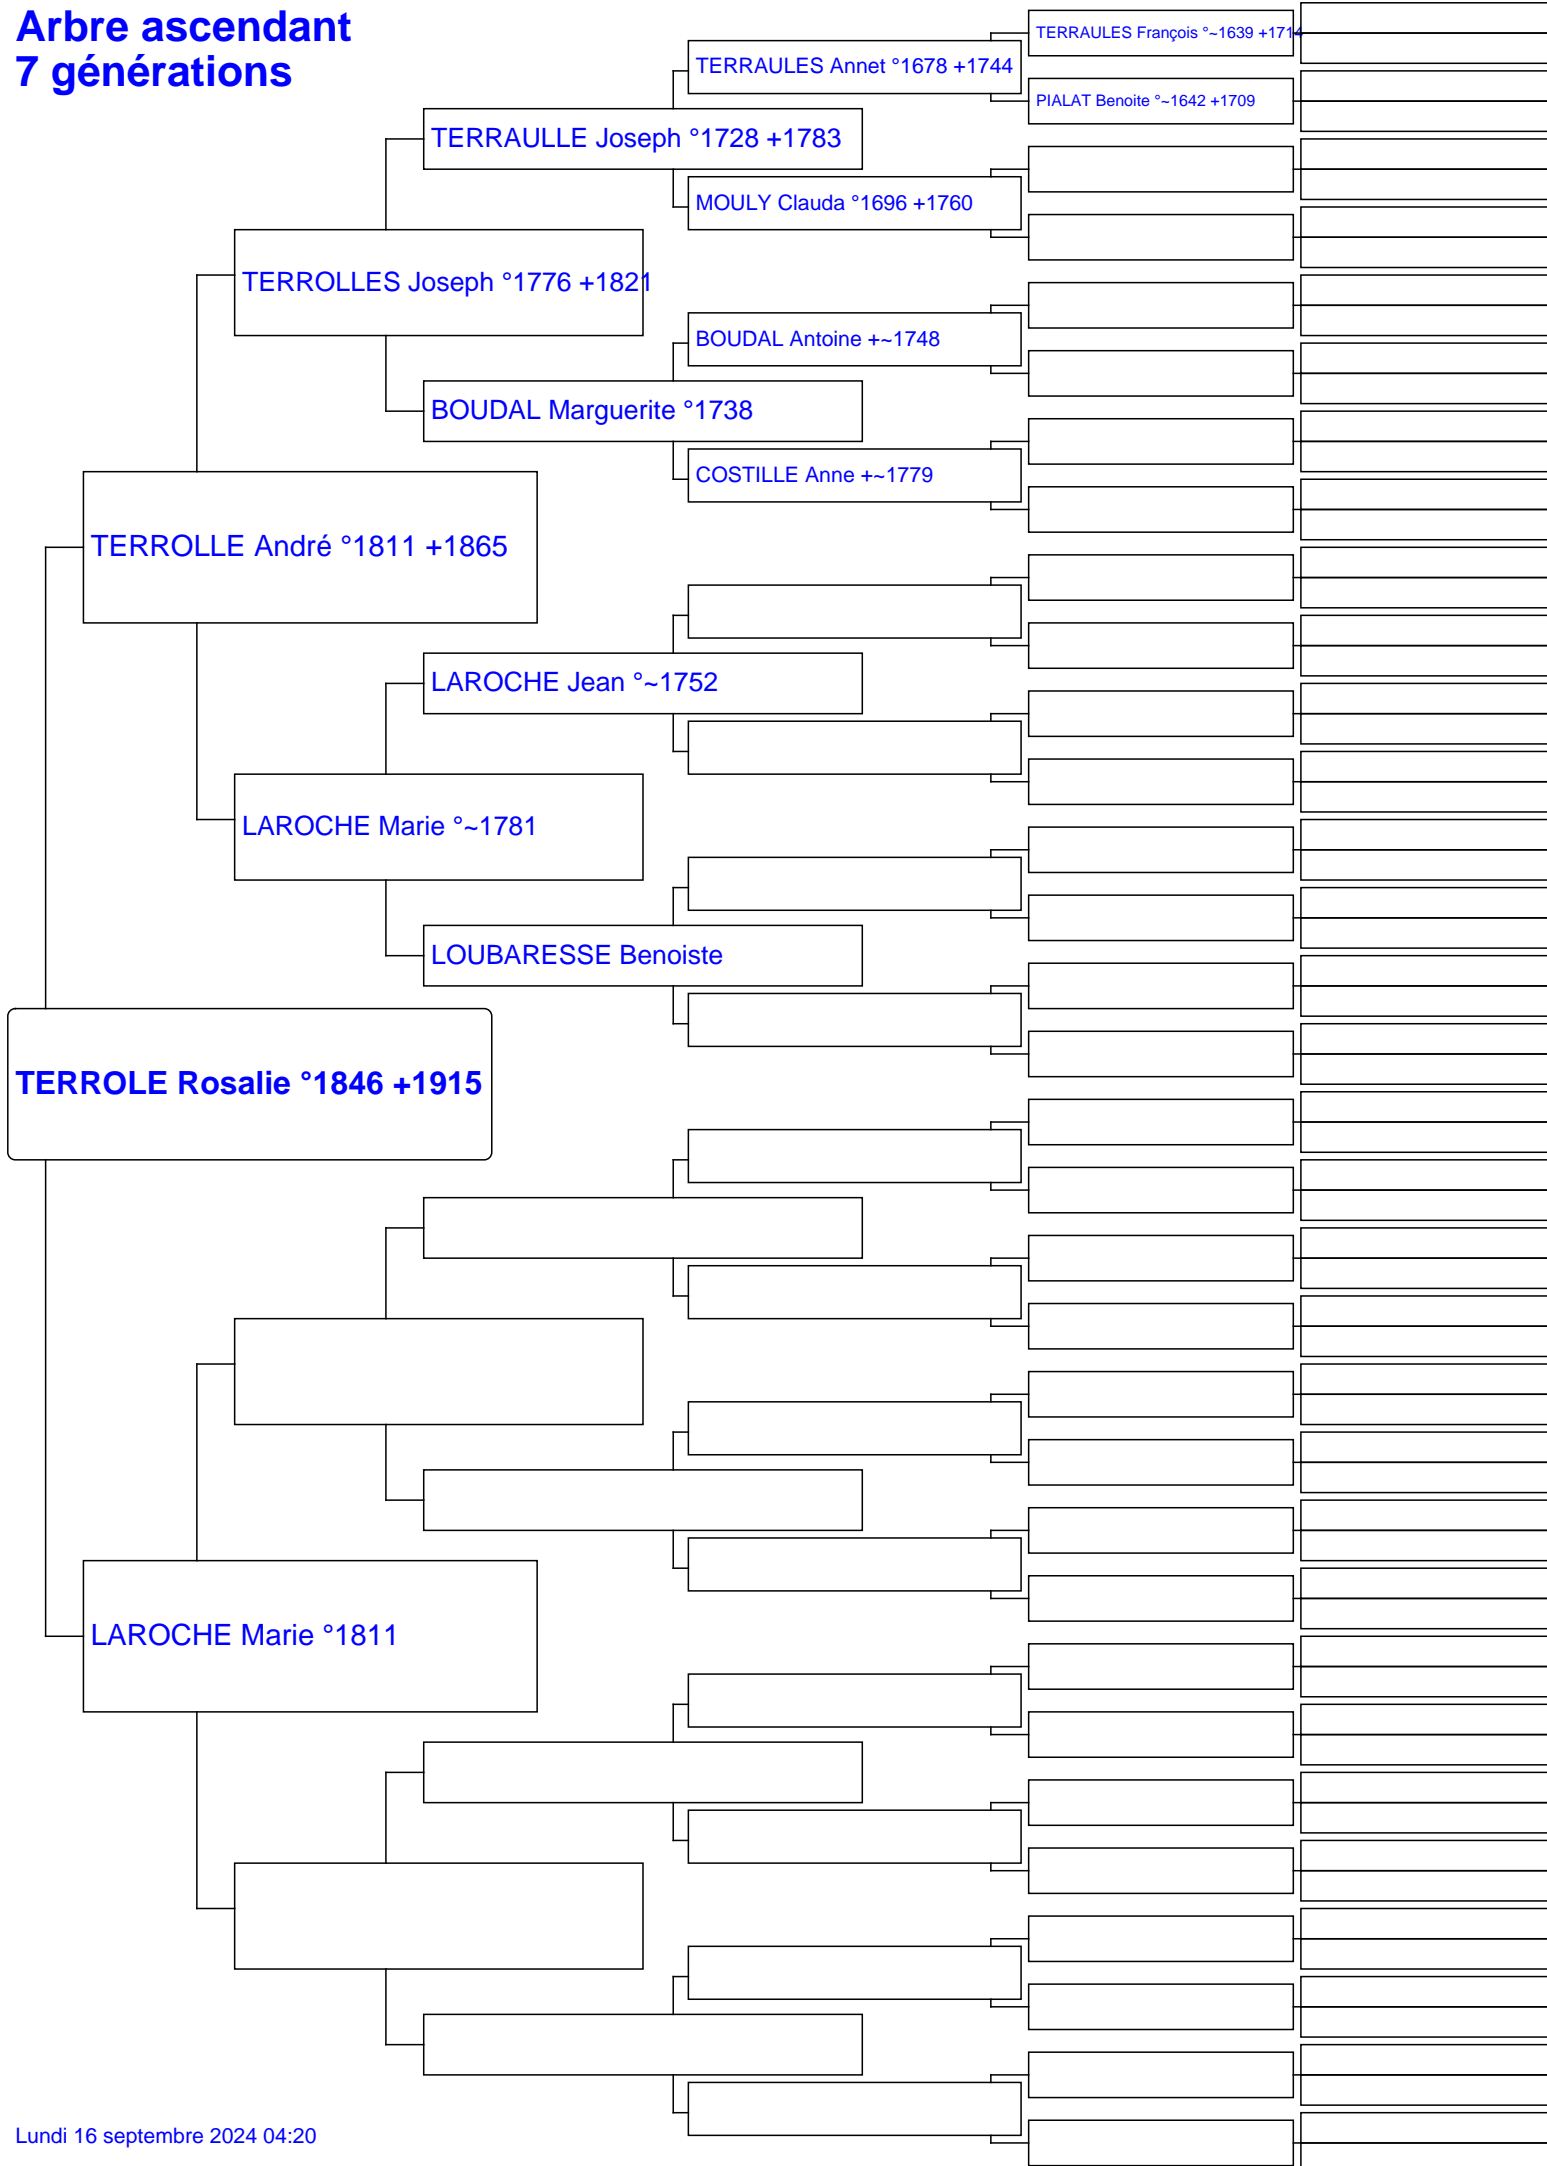 Arbre ascendant
7 générations
TERRAULES François °~1639 +1714
TERRAULES Annet °1678 +1744
PIALAT Benoite °~1642 +1709
TERRAULLE Joseph °1728 +1783
MOULY Clauda °1696 +1760
TERROLLES Joseph °1776 +1821
BOUDAL Antoine +~1748
BOUDAL Marguerite °1738
COSTILLE Anne +~1779
TERROLLE André °1811 +1865
LAROCHE Jean °~1752
LAROCHE Marie °~1781
LOUBARESSE Benoiste
TERROLE Rosalie °1846 +1915
LAROCHE Marie °1811
Lundi 16 septembre 2024 04:20